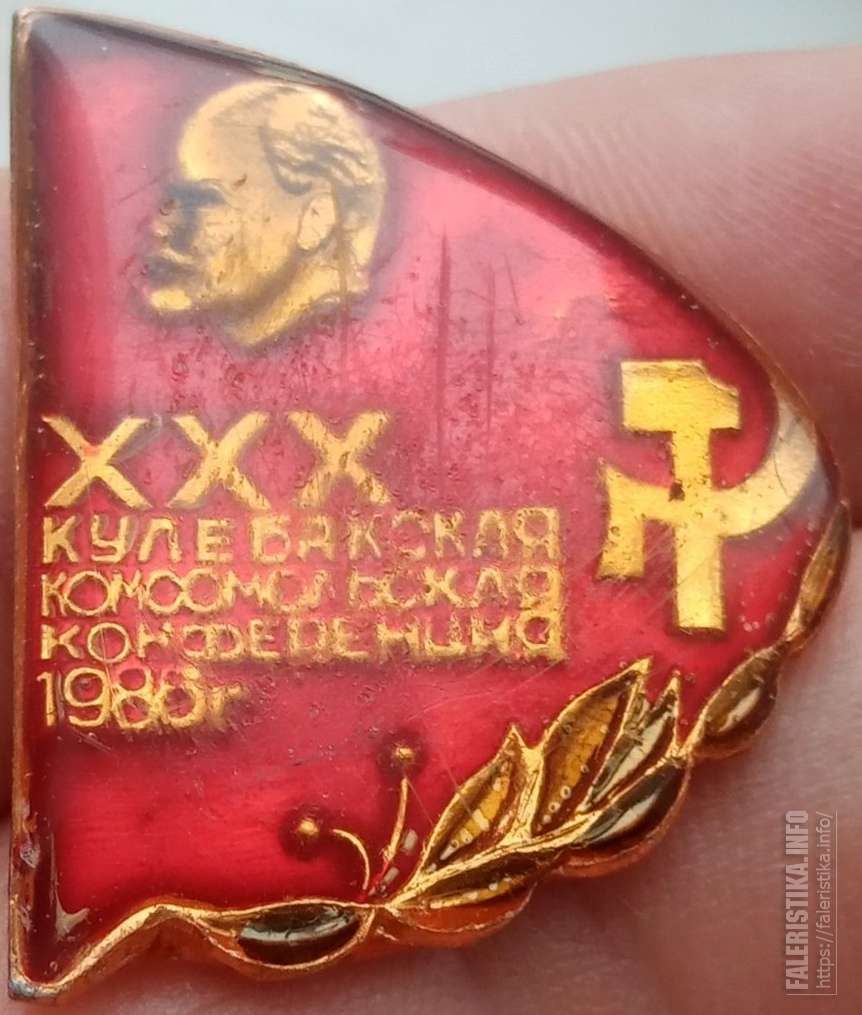 XXX
КУЛЕБАКСКАЯ
КОМСОМОЛЬСКАЯ
КОНФЕРЕНЦИЯ
1986г
FALERISTIKA.INFO
https://faleristika.info/